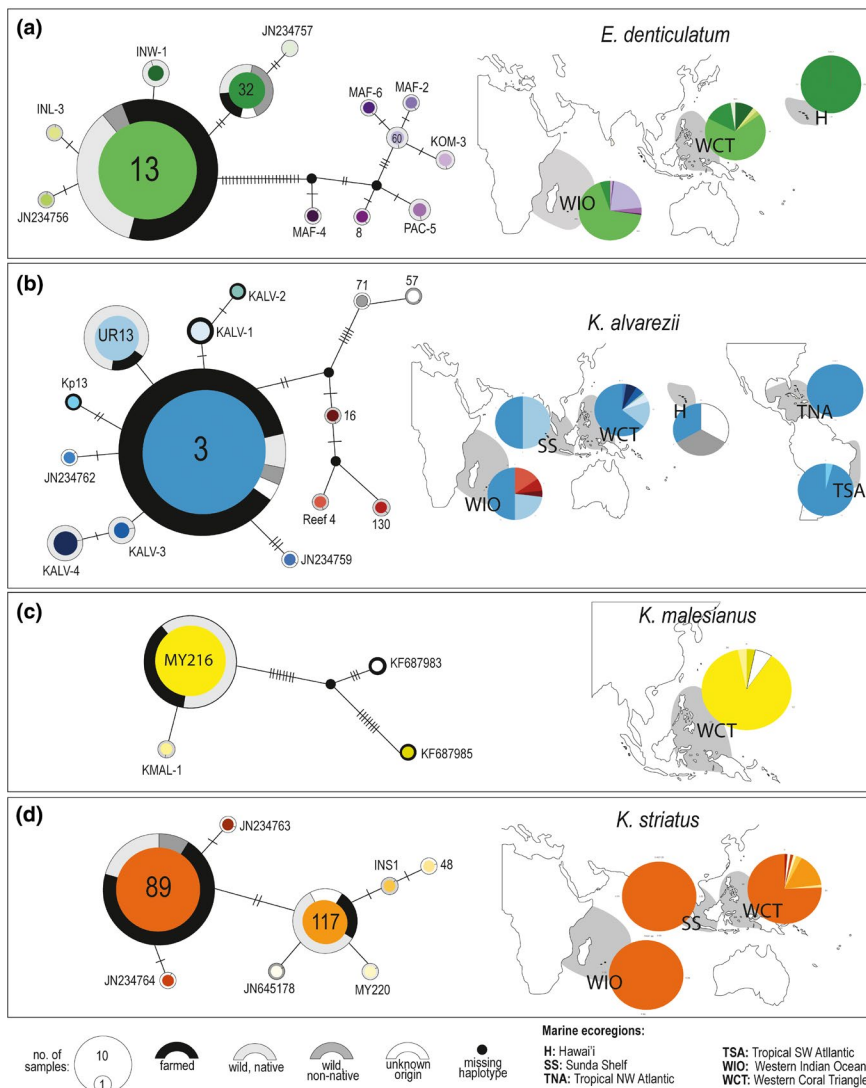 (a)
JN234757
INW-1
32
INL-3
13
JN234756
MAF-6
MAF-2
60
KOM-3
MAF-4
8
PAC-5
E. denticulatum
H
WCT
WIO
(b)
KALV-2
71
57
UR13
KALV-1
Kp13
3
16
JN234762
Reef 4
130
KALV-4
KALV-3
JN234759
K. alvarezii
H
TNA
SS
WCT
WIO
TSA
(c)
MY216
KF687983
KMAL-1
KF687985
K. malesianus
WCT
(d)
JN234763
89
INS1
48
117
JN234764
JN645178
MY220
K. striatus
SS
WCT
WIO
no. of
samples:
10
1
farmed
wild, native
wild,
non-native
unknown
origin
missing
haplotype
Marine ecoregions:
H: Hawai'i
SS: Sunda Shelf
TNA: Tropical NW Atlantic
TSA: Tropical SW Atllantic
WIO: Western Indian Ocean
WCT: Western Coral Triangle